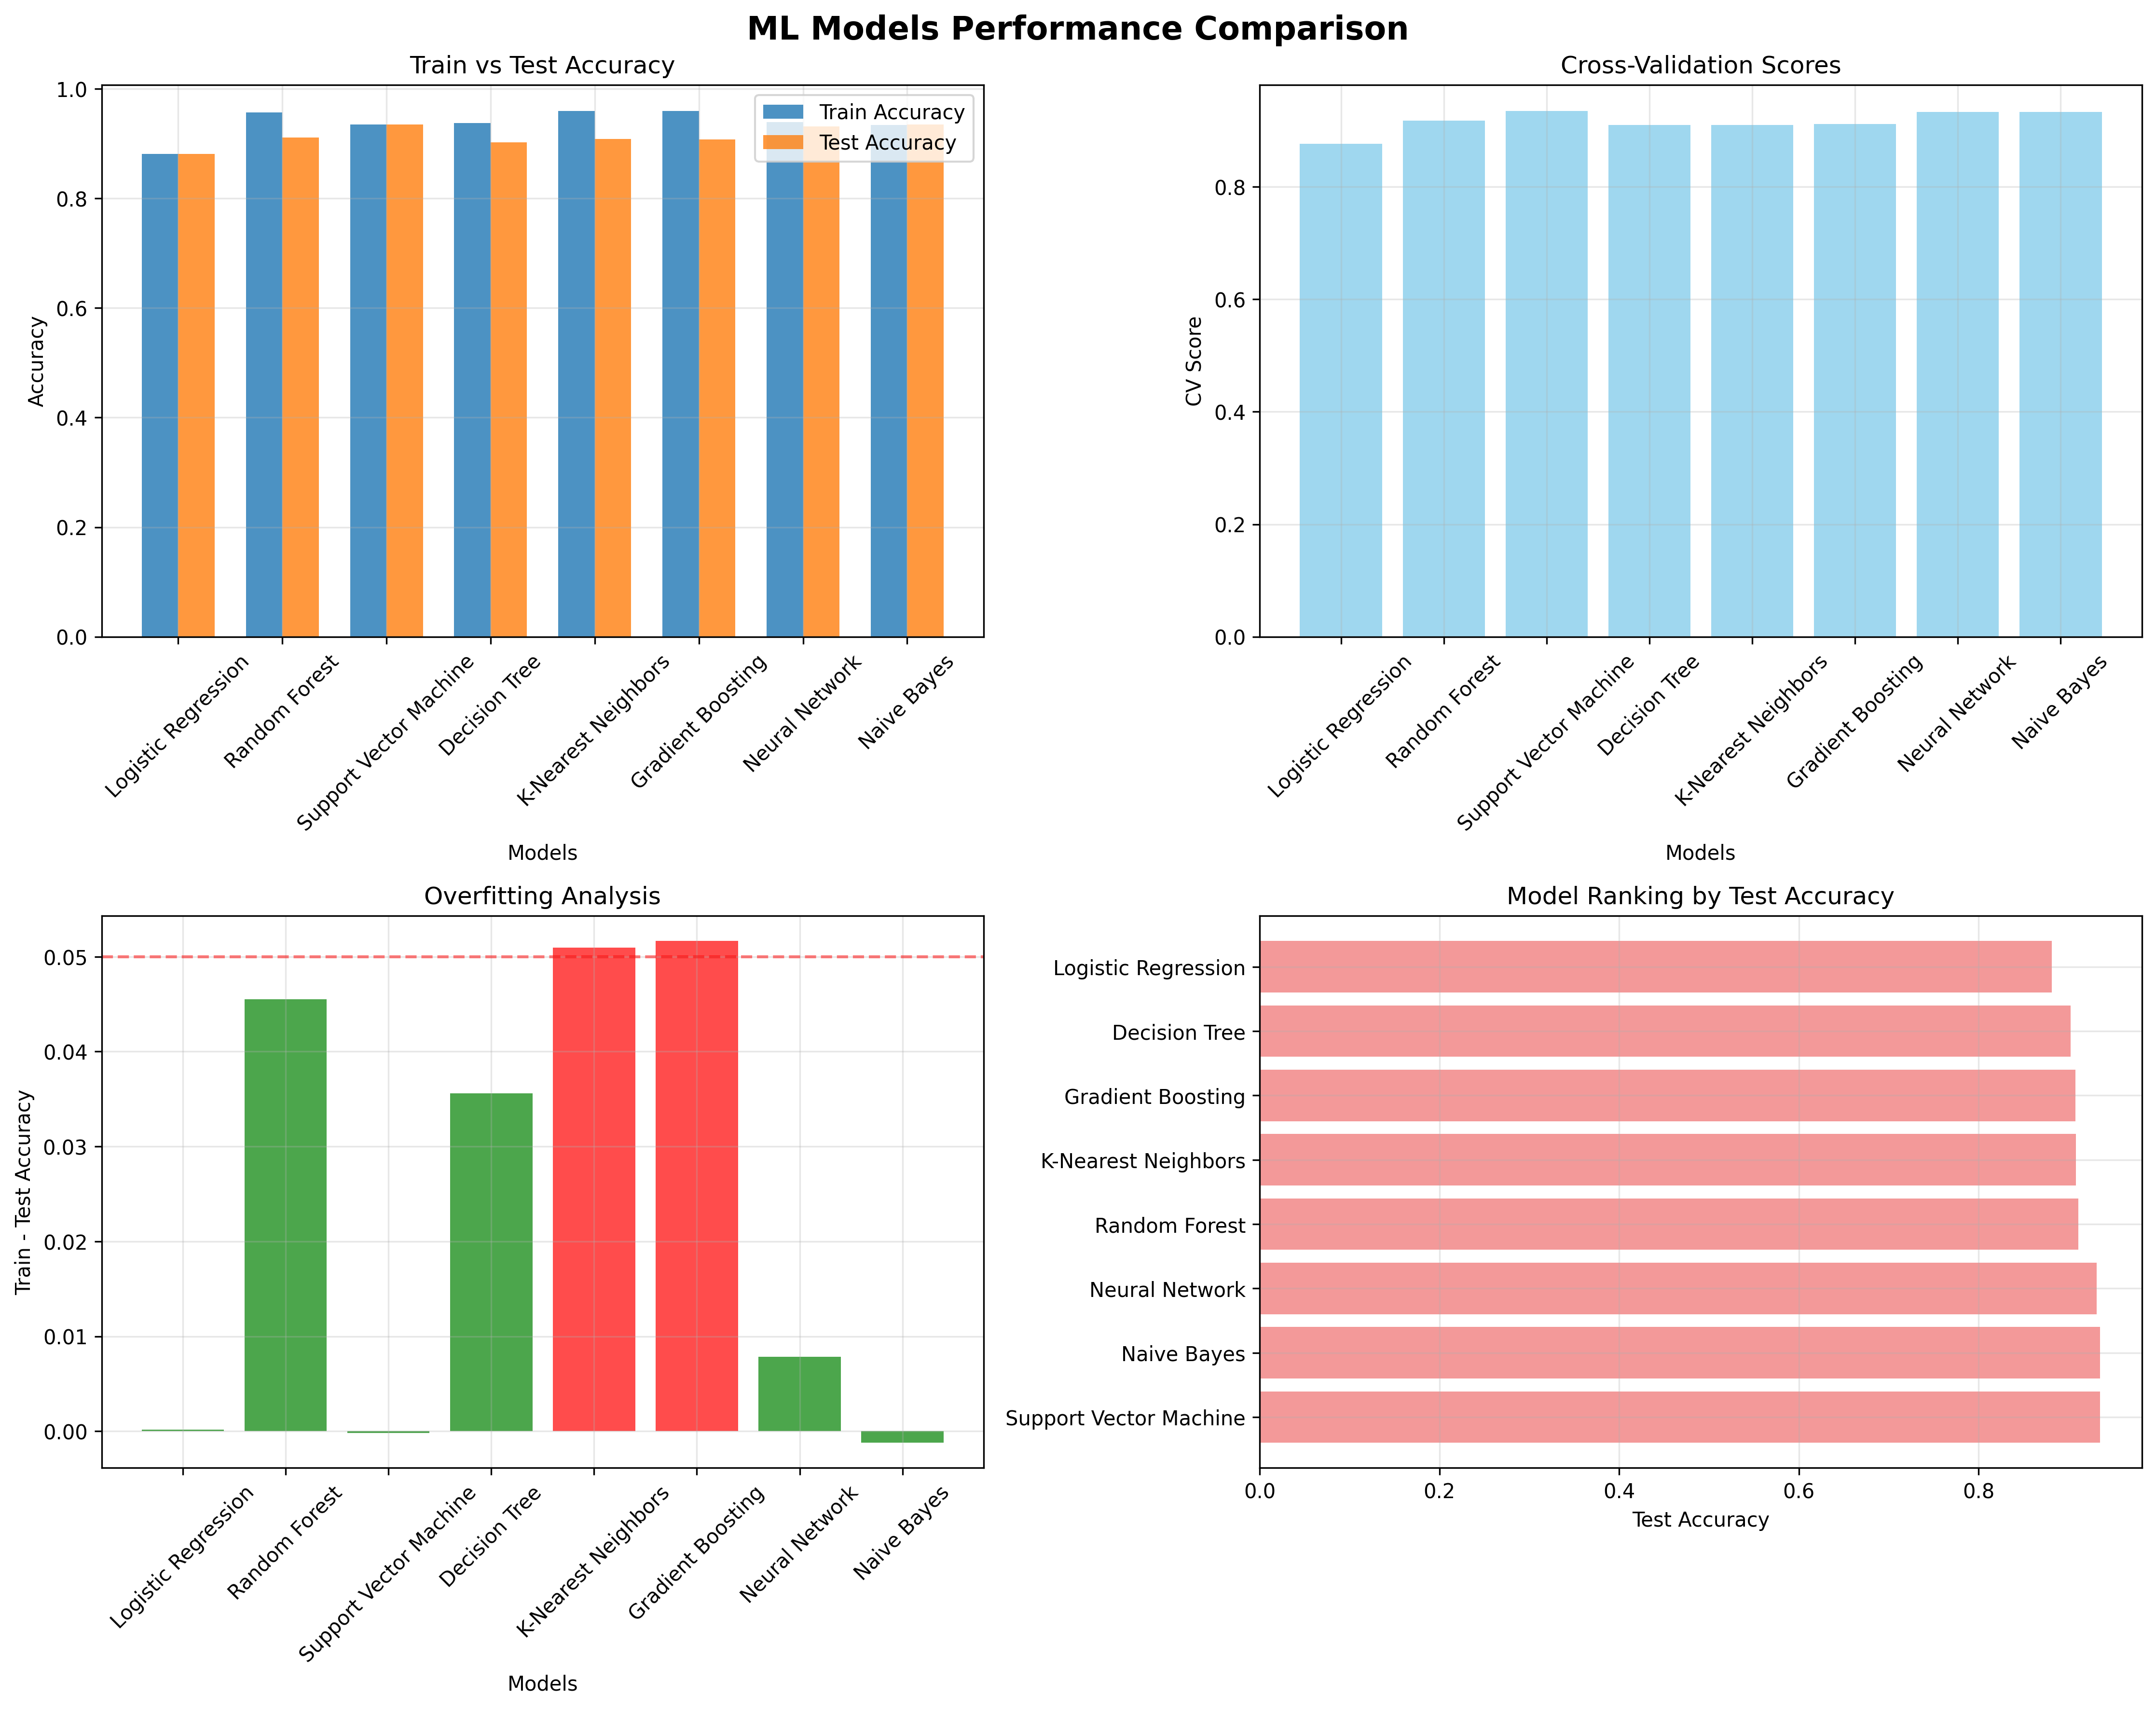 ML Models Performance Comparison
Train vs Test Accuracy
1.0
0.8
0.6
0.4
0.2
0.0
Accuracy
Train Accuracy
Test Accuracy
Logistic Regression
Random Forest
Support Vector Machine
Decision Tree
K-Nearest Neighbors
Gradient Boosting
Neural Network
Naive Bayes
Models
Cross-Validation Scores
0.8
0.6
0.4
0.2
0.0
CV Score
Logistic Regression
Random Forest
Support Vector Machine
Decision Tree
K-Nearest Neighbors
Gradient Boosting
Neural Network
Naive Bayes
Models
Overfitting Analysis
0.05
0.04
0.03
0.02
0.01
0.00
Train - Test Accuracy
Logistic Regression
Random Forest
Support Vector Machine
Decision Tree
K-Nearest Neighbors
Gradient Boosting
Neural Network
Naive Bayes
Models
Model Ranking by Test Accuracy
Logistic Regression
Decision Tree
Gradient Boosting
K-Nearest Neighbors
Random Forest
Neural Network
Naive Bayes
Support Vector Machine
0.0 0.2 0.4 0.6 0.8
Test Accuracy